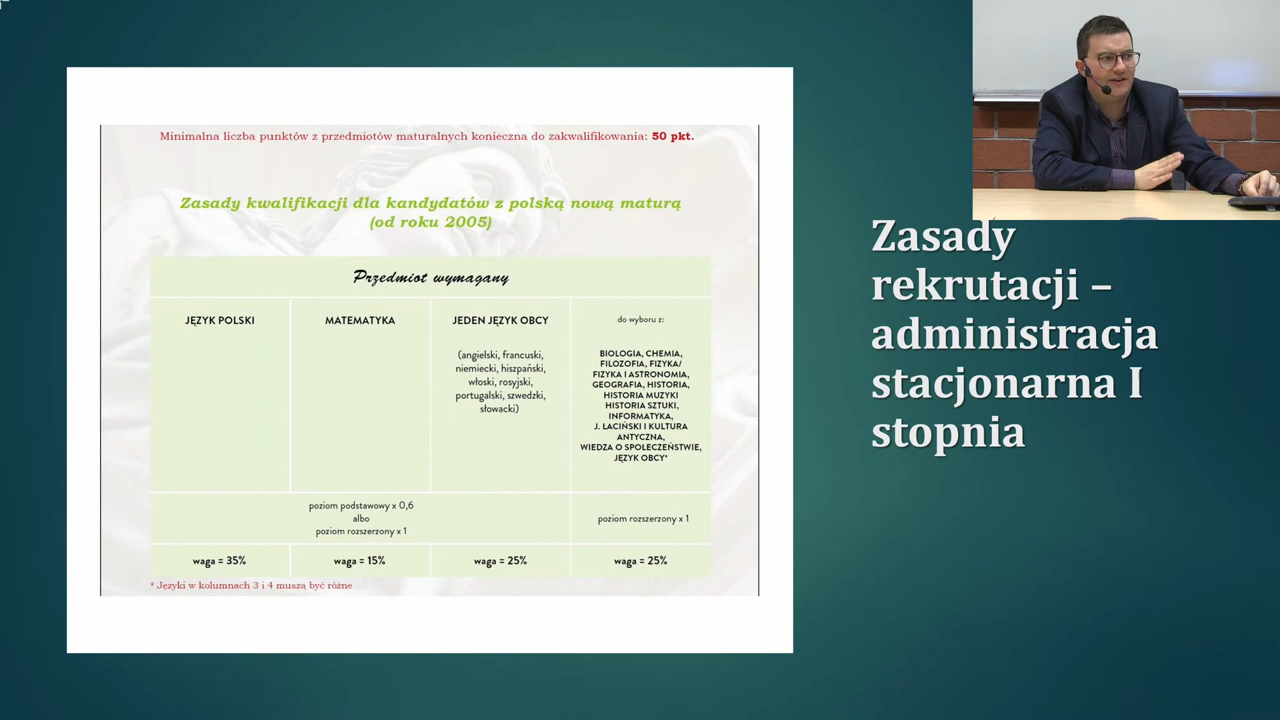 Minimalna liczba punktów z przedmiotów maturalnych konieczna do zakwalifikowania: 50 pkt.
Zasady kwalifikacji dla kandydatów z polską nową maturą
(od roku 2005)
Przedmiot wymagany
JĘZYK POLSKI
MATEMATYKA
JEDEN JĘZYK OBCY
(angielski, francuski,
niemiecki, hiszpański,
włoski, rosyjski,
portugalski, szwedzki,
słowacki)
do wyboru z:
BIOLOGIA, CHEMIA,
FILOZOFIA, FIZYKA/
FIZYKA I ASTRONOMIA,
GEOGRAFIA, HISTORIA,
HISTORIA MUZYKI
HISTORIA SZTUKI,
INFORMATYKA,
J. ŁACIŃSKI I KULTURA
ANTYCZNA,
WIEDZA O SPOŁECZEŃSTWIE,
JĘZYK OBCY*
poziom podstawowy x 0,6
albo
poziom rozszerzony x 1
poziom rozszerzony x 1
waga = 35%
waga = 15%
waga = 25%
waga = 25%
* Języki w kolumnach 3 i 4 muszą być różne
Zasady
rekrutacji –
administracja
stacjonarna I
stopnia